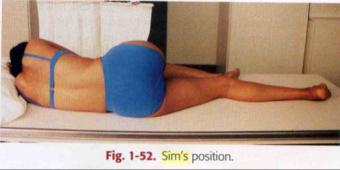 Fig. 1-52. Sim's position.